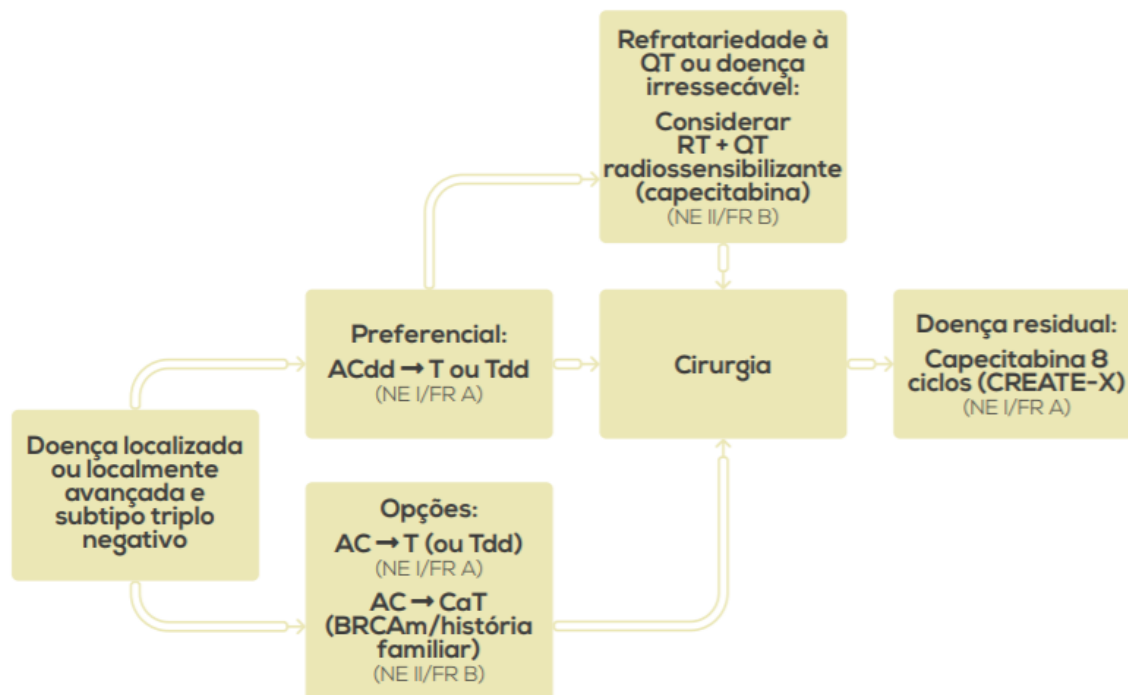 Refratariedade à
QT ou doença
irressecável:
Considerar
RT + QT
radiossensibilizante
(capecitabina)
(NE II/FR B)
Preferencial:
ACdd → T ou Tdd
(NE I/FR A)
Cirurgia
Doença residual:
Capecitabina 8
ciclos (CREATE-X)
(NE I/FR A)
Doença localizada
ou localmente
avançada e
subtipo triplo
negativo
Opções:
AC → T (ou Tdd)
(NE I/FR A)
AC → CaT
(BRCAm/história
familiar)
(NE II/FR B)